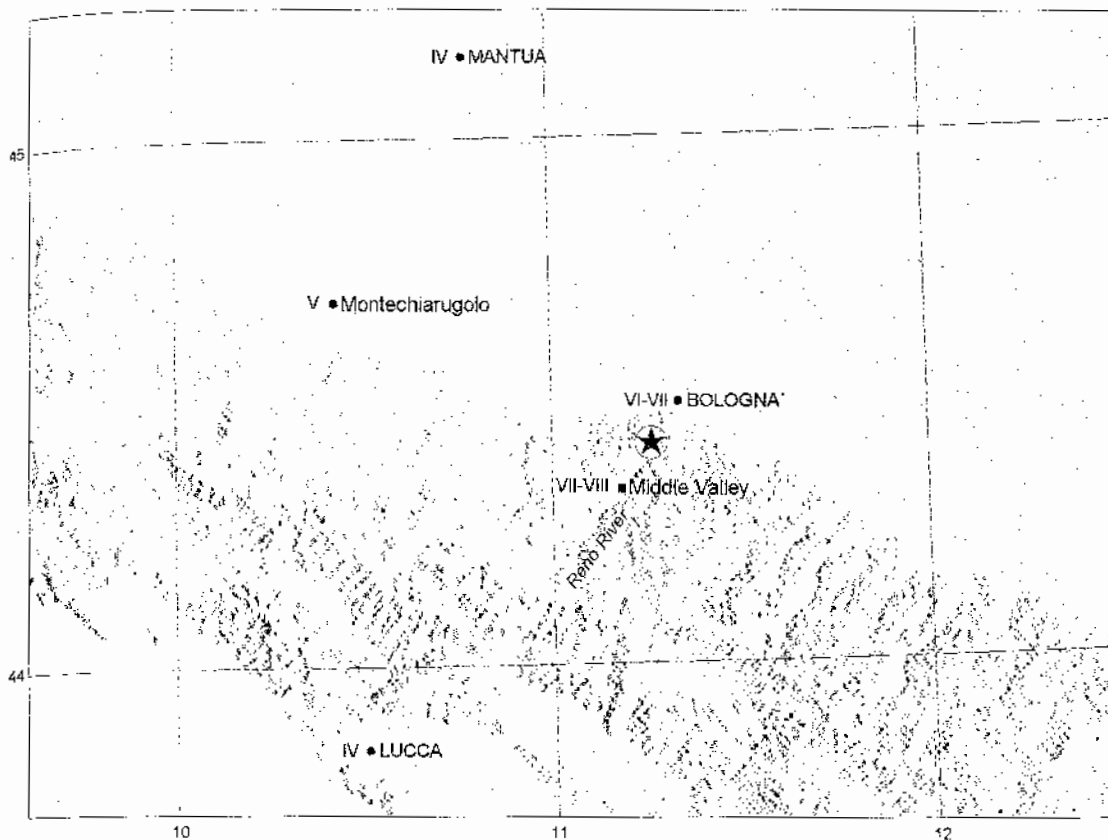 IV MANTUA
45
V Montechiarugolo
VI-VII BOLOGNA
VII-VIII Middle Valley
Reno River
44
IV LUCCA
10 11 12